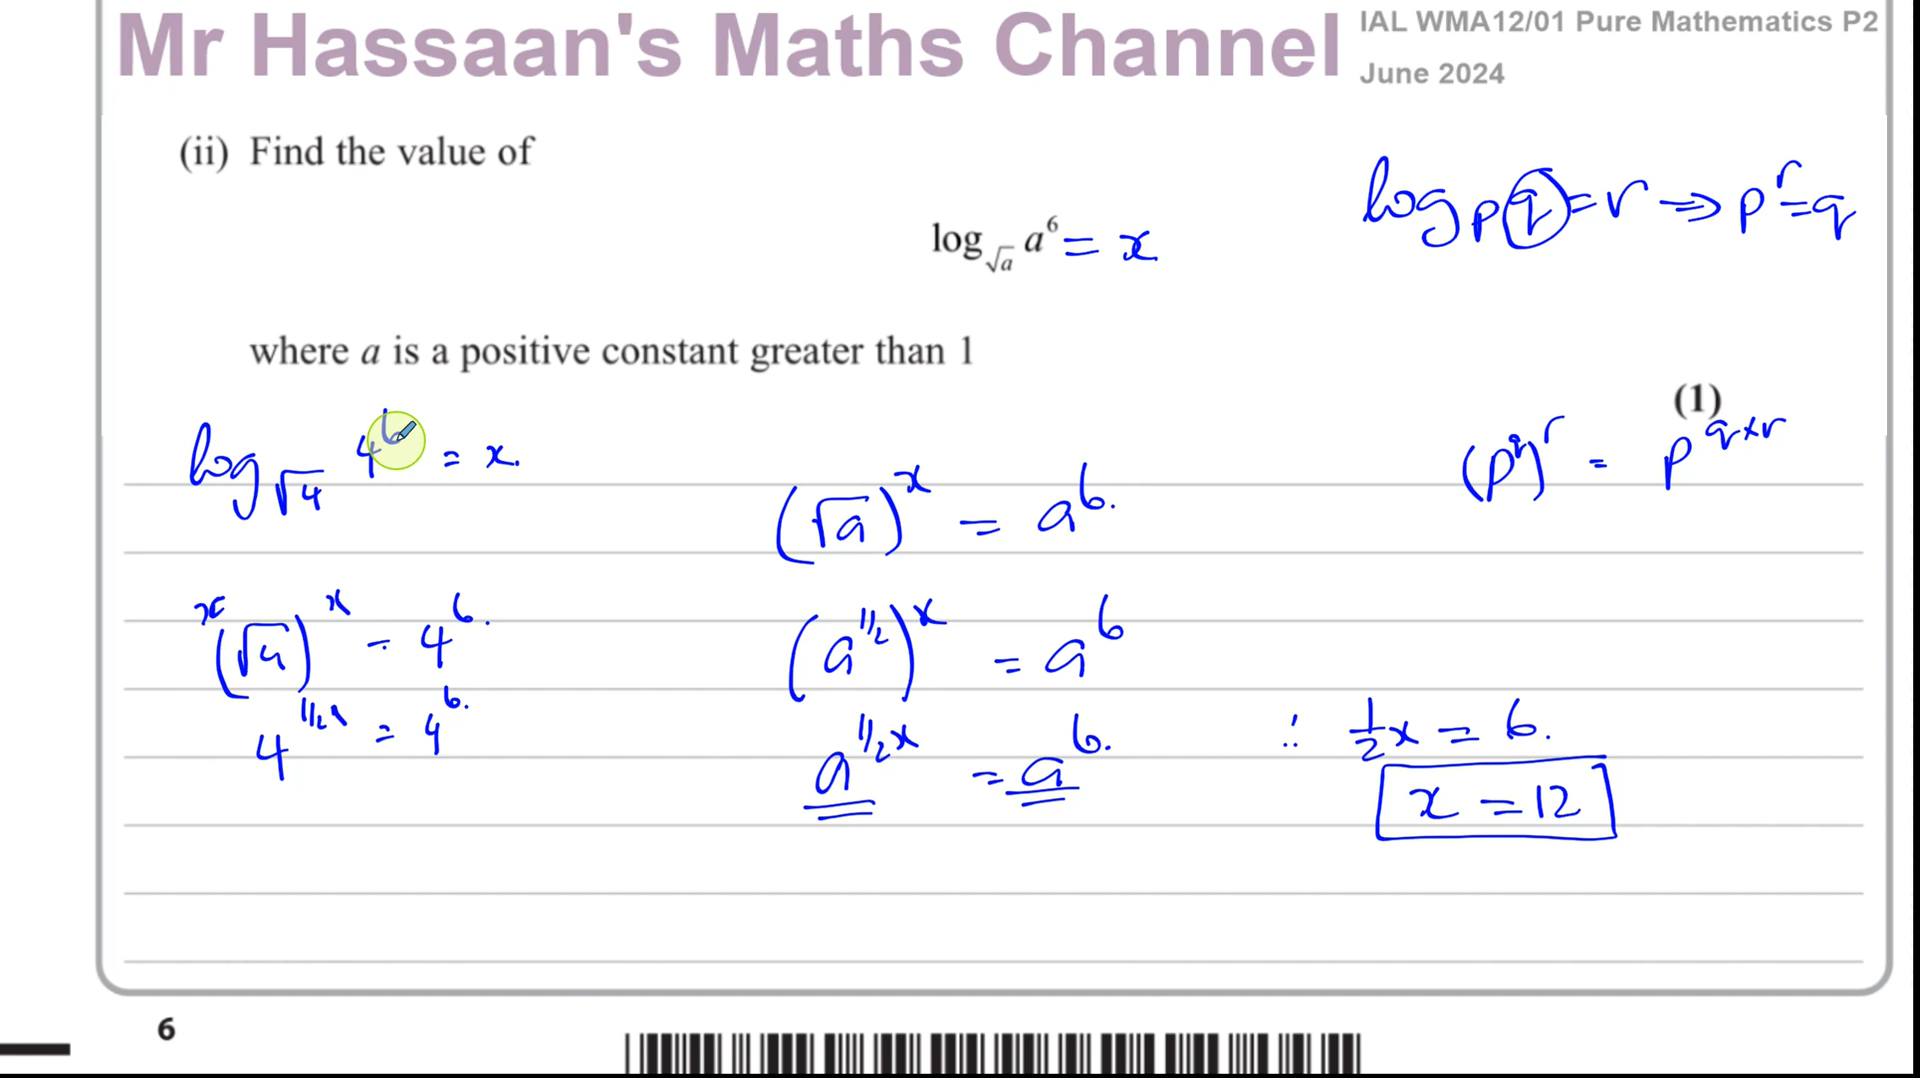 Mr Hassaan's Maths Channel
IAL WMA12/01 Pure Mathematics P2
June 2024
(ii) Find the value of
log_√a a^6 = x
log_p q = r ⇒ p^r = q
where a is a positive constant greater than 1
(1)
log_√4 4^6 = x.
(√a)^x = a^6.
(p^q)^r = p^q×r
x
(√4)^x = 4^6.
(a^1/2)^x = a^6
4^1/2x = 4^6.
a^1/2x = a^6.
∴ 1/2 x = 6.
x = 12
6